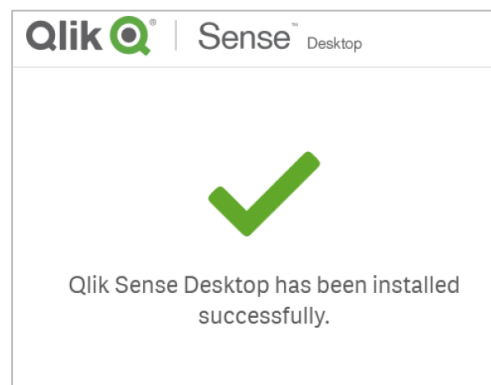 Qlik Q® | Sense™ Desktop
Qlik Sense Desktop has been installed
successfully.